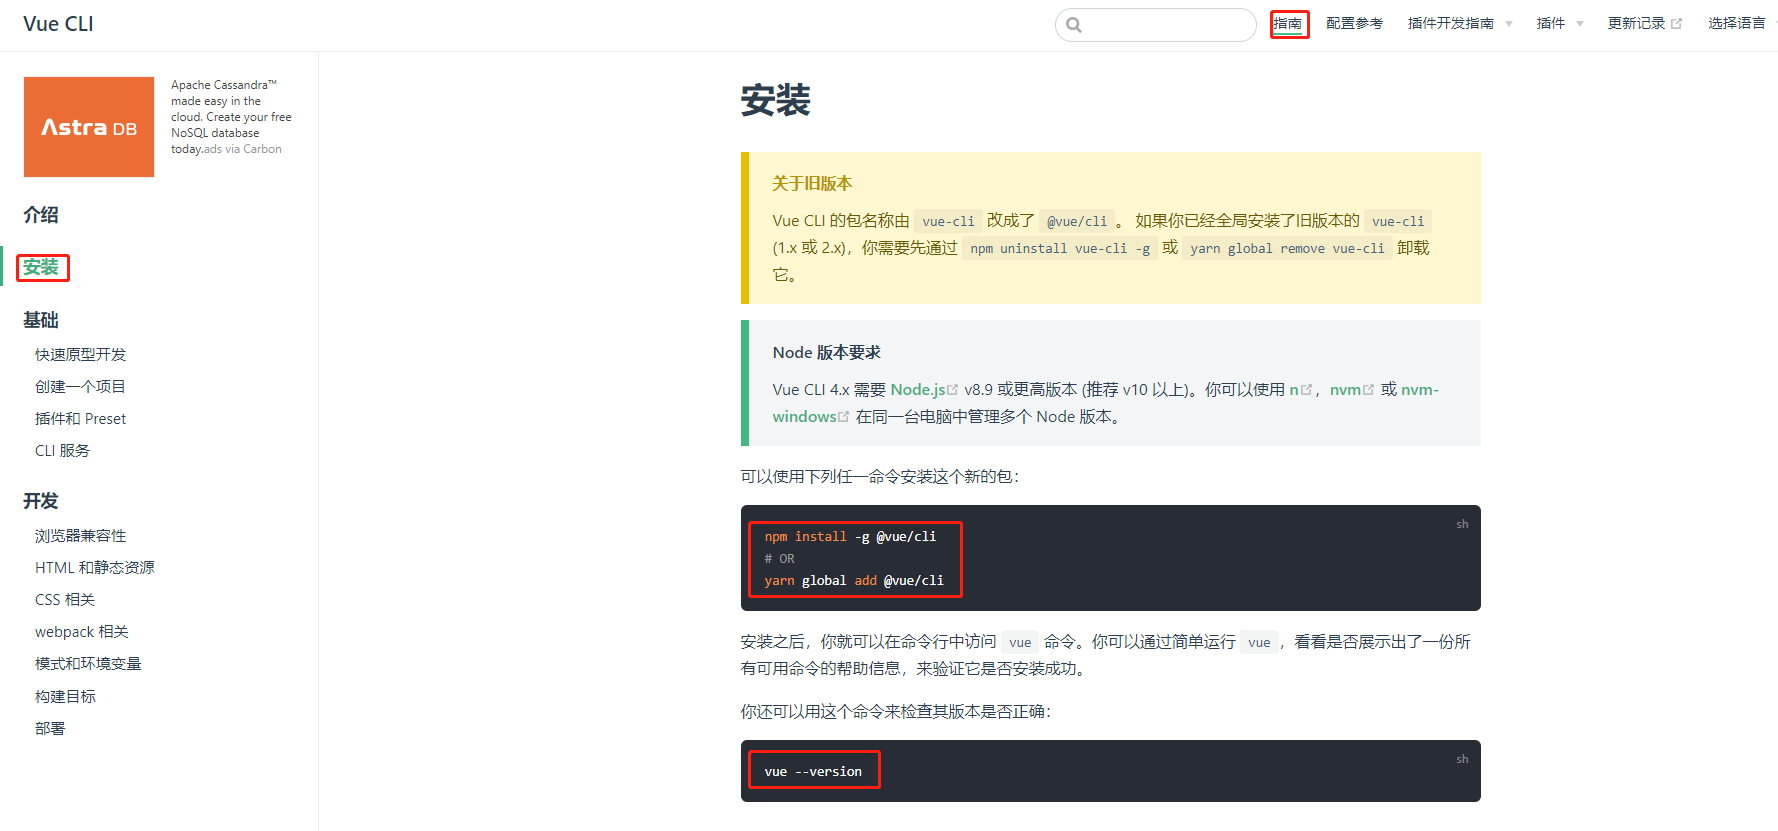 Vue CLI
指南
配置参考
插件开发指南
插件
更新记录
选择语言
Astra DB
Apache Cassandra™
made easy in the
cloud. Create your free
NoSQL database
today.ads via Carbon
介绍
安装
基础
快速原型开发
创建一个项目
插件和 Preset
CLI 服务
开发
浏览器兼容性
HTML 和静态资源
CSS 相关
webpack 相关
模式和环境变量
构建目标
部署
安装
关于旧版本
Vue CLI 的包名称由 vue-cli 改成了 @vue/cli 。 如果你已经全局安装了旧版本的 vue-cli
(1.x 或 2.x)，你需要先通过 npm uninstall vue-cli -g 或 yarn global remove vue-cli 卸载
它。
Node 版本要求
Vue CLI 4.x 需要 Node.js v8.9 或更高版本 (推荐 v10 以上)。你可以使用 n，nvm 或 nvm-
windows 在同一台电脑中管理多个 Node 版本。
可以使用下列任一命令安装这个新的包：
sh
npm install -g @vue/cli
# OR
yarn global add @vue/cli
安装之后，你就可以在命令行中访问 vue 命令。你可以通过简单运行 vue ，看看是否展示出了一份所
有可用命令的帮助信息，来验证它是否安装成功。
你还可以用这个命令来检查其版本是否正确：
sh
vue --version